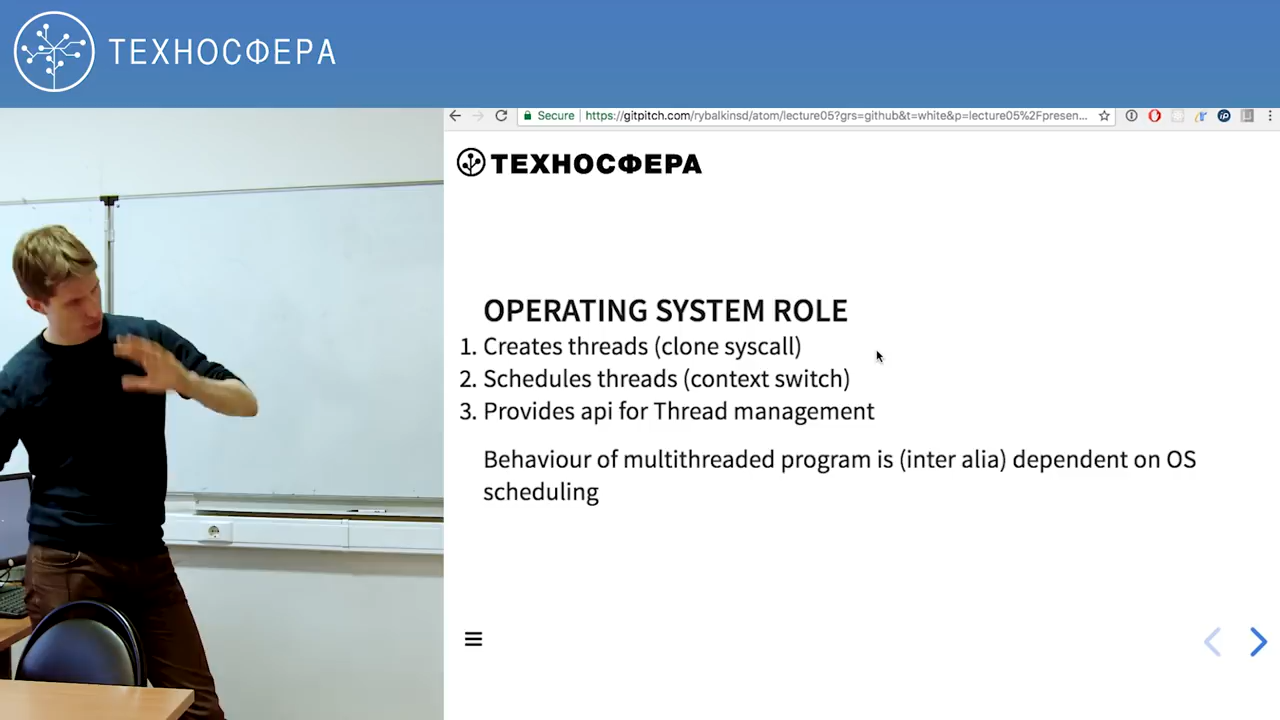 ТЕХНОСФЕРА
Secure https://gitpitch.com/rybalkinsd/atom/lecture05?grs=github&t=white&p=lecture05%2Fpresen...
ТЕХНОСФЕРА
OPERATING SYSTEM ROLE
1. Creates threads (clone syscall)
2. Schedules threads (context switch)
3. Provides api for Thread management
Behaviour of multithreaded program is (inter alia) dependent on OS
scheduling